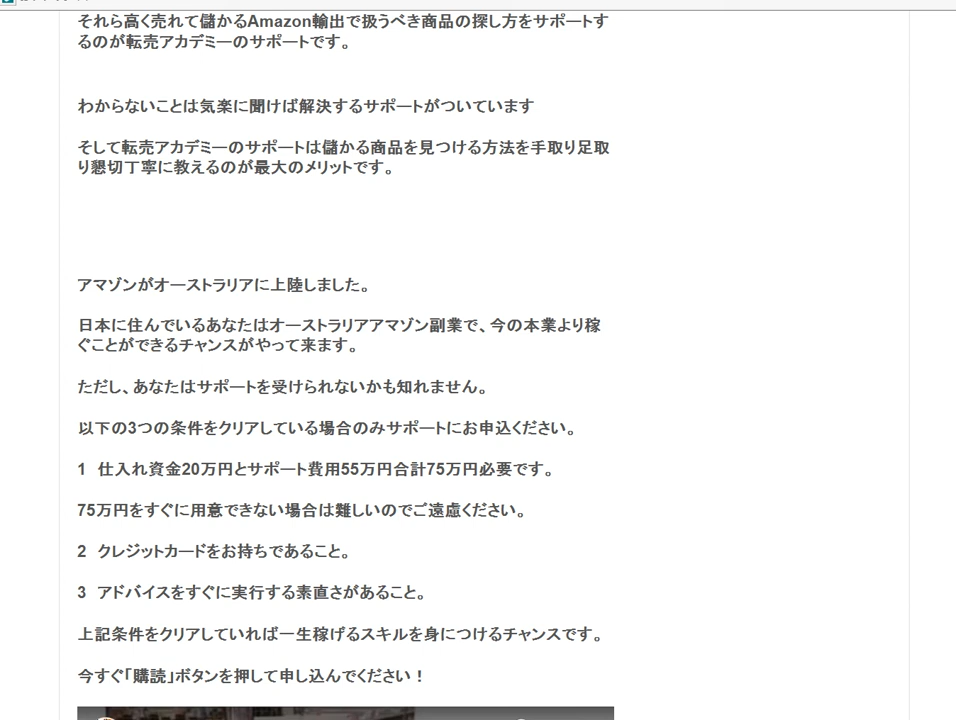 それら高く売れて儲かるAmazon輸出で扱うべき商品の探し方をサポートす
るのが転売アカデミーのサポートです。
わからないことは気楽に聞けば解決するサポートがついています
そして転売アカデミーのサポートは儲かる商品を見つける方法を手取り足取
り懇切丁寧に教えるのが最大のメリットです。
アマゾンがオーストラリアに上陸しました。
日本に住んでいるあなたはオーストラリアアマゾン副業で、今の本業より稼
ぐことができるチャンスがやって来ます。
ただし、あなたはサポートを受けられないかも知れません。
以下の3つの条件をクリアしている場合のみサポートにお申込ください。
1　仕入れ資金20万円とサポート費用55万円合計75万円必要です。
75万円をすぐに用意できない場合は難しいのでご遠慮ください。
2　クレジットカードをお持ちであること。
3　アドバイスをすぐに実行する素直さがあること。
上記条件をクリアしていれば一生稼げるスキルを身につけるチャンスです。
今すぐ「購読」ボタンを押して申し込んでください！